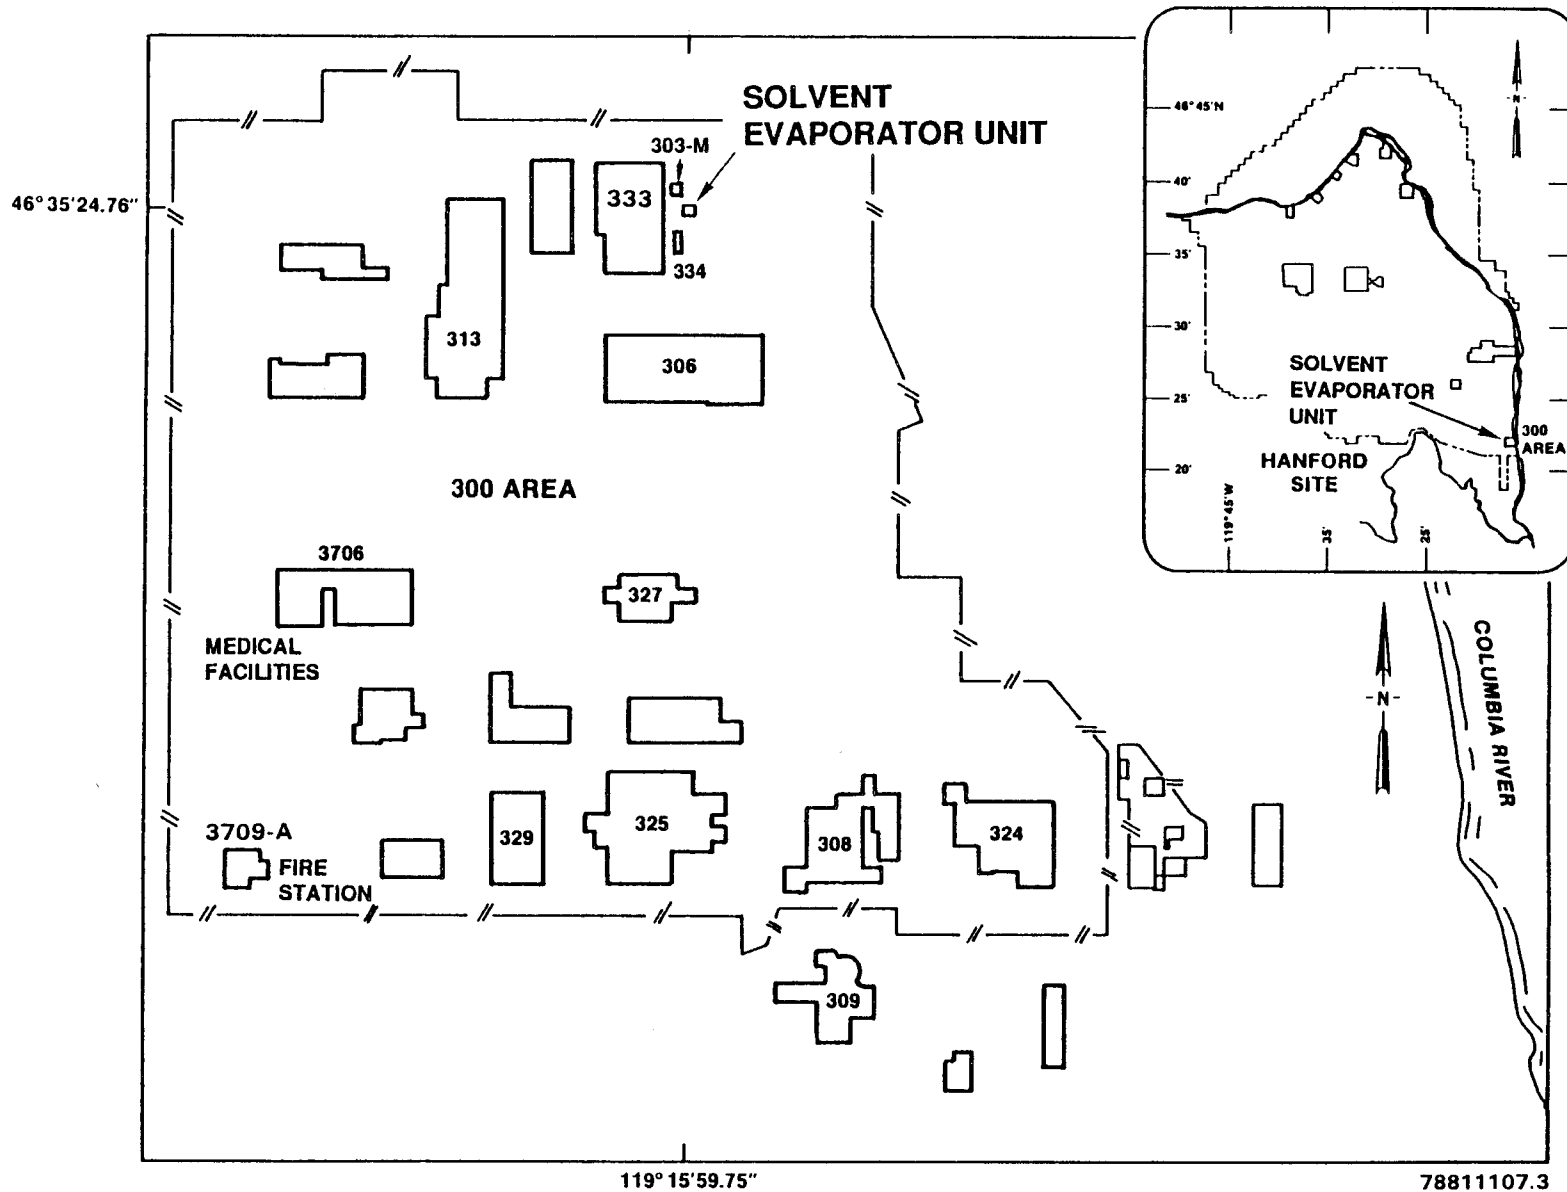 SOLVENT
EVAPORATOR UNIT
303-M
333
46° 35'24.76"
334
313
306
300 AREA
3706
327
MEDICAL
FACILITIES
3709-A
FIRE
STATION
329
325
308
324
309
119° 15'59.75"
78811107.3
-N-
COLUMBIA RIVER
N
46°45'N
40'
35'
30'
25'
20'
SOLVENT
EVAPORATOR
UNIT
300
AREA
HANFORD
SITE
119°45'W
35'
25'